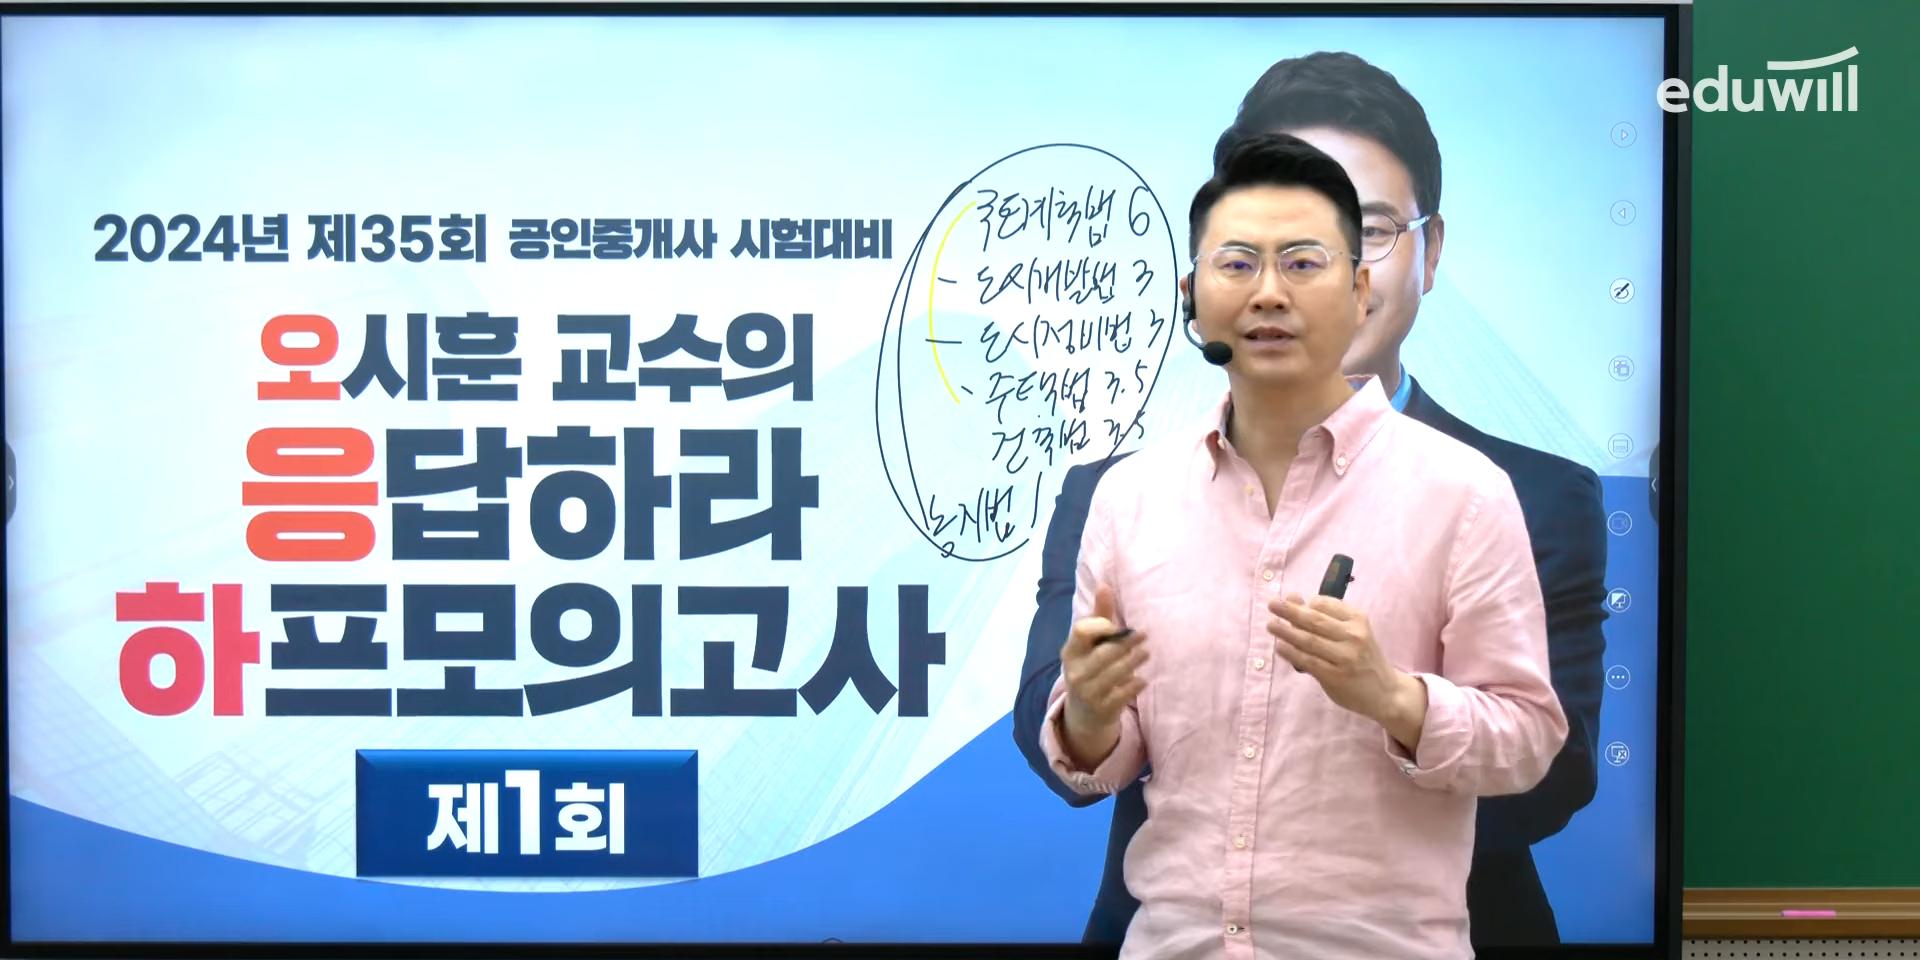 eduwill
2024년 제35회 공인중개사 시험대비
오시훈 교수의
응답하라
하프모의고사
제1회
국토계획법 6
도시개발법 3
도시정비법 3
주택법 3.5
건축법 3.5
농지법 1